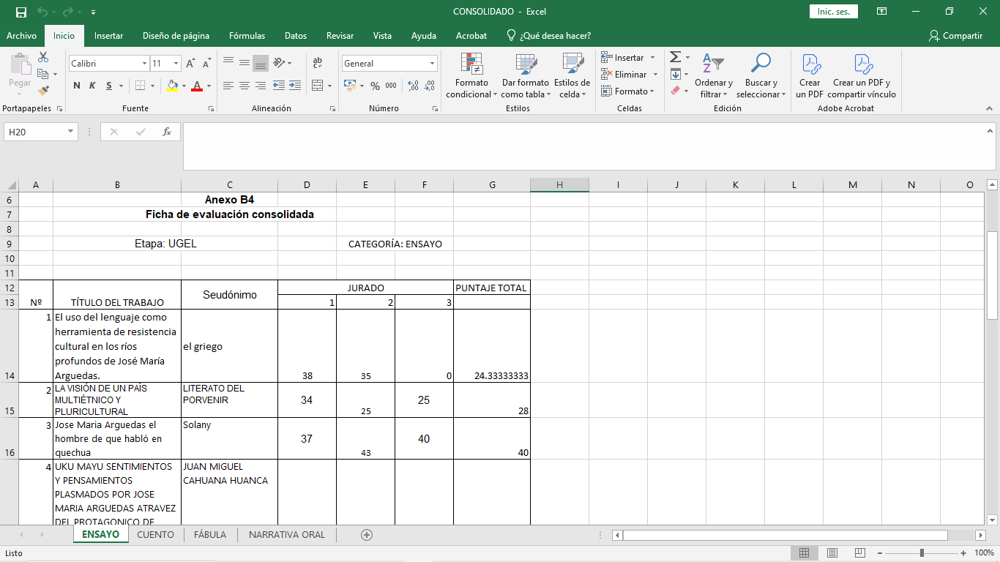 CONSOLIDADO - Excel
Inic. ses.
Archivo Inicio Insertar Diseño de página Fórmulas Datos Revisar Vista Ayuda Acrobat ¿Qué desea hacer? Compartir
Pegar
Calibri 11
N K S
ab
General
% 000
Formato condicional
Dar formato como tabla
Estilos de celda
Insertar
Eliminar
Formato
Ordenar y filtrar
Buscar y seleccionar
Crear un PDF
Crear un PDF y compartir vínculo
Portapapeles Fuente Alineación Número Estilos Celdas Edición Adobe Acrobat
H20 fx
A B C D E F G H I J K L M N O
6 Anexo B4
7 Ficha de evaluación consolidada
8
9 Etapa: UGEL CATEGORÍA: ENSAYO
10
11
12 JURADO PUNTAJE TOTAL
Seudónimo
13 Nº TÍTULO DEL TRABAJO 1 2 3
1 El uso del lenguaje como
herramienta de resistencia
cultural en los ríos el griego
profundos de José María
14 Arguedas. 38 35 0 24.33333333
2 LA VISIÓN DE UN PAÍS LITERATO DEL
MULTIÉTNICO Y PORVENIR 34 25
15 PLURICULTURAL 25 28
3 Jose Maria Arguedas el Solany
hombre de que habló en 37 40
16 quechua 43 40
4 UKU MAYU SENTIMIENTOS JUAN MIGUEL
Y PENSAMIENTOS CAHUANA HUANCA
PLASMADOS POR JOSE
MARIA ARGUEDAS ATRAVEZ
DEL PROTAGONICO DE
ENSAYO CUENTO FÁBULA NARRATIVA ORAL
Listo 100%